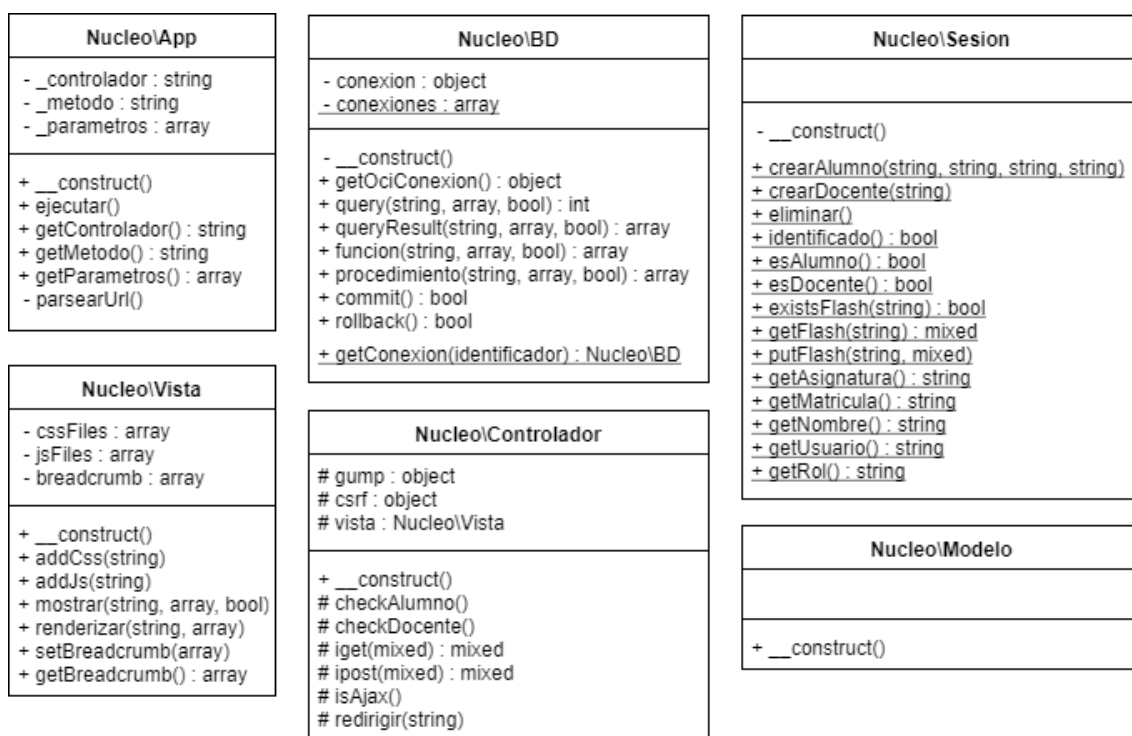 Nucleo\App
- _controlador : string
- _metodo : string
- _parametros : array
+ __construct()
+ ejecutar()
+ getControlador() : string
+ getMetodo() : string
+ getParametros() : array
- parsearUrl()
Nucleo\Vista
- cssFiles : array
- jsFiles : array
- breadcrumb : array
+ __construct()
+ addCss(string)
+ addJs(string)
+ mostrar(string, array, bool)
+ renderizar(string, array)
+ setBreadcrumb(array)
+ getBreadcrumb() : array
Nucleo\BD
- conexion : object
- conexiones : array
- __construct()
+ getOciConexion() : object
+ query(string, array, bool) : int
+ queryResult(string, array, bool) : array
+ funcion(string, array, bool) : array
+ procedimiento(string, array, bool) : array
+ commit() : bool
+ rollback() : bool
+ getConexion(identificador) : Nucleo\BD
Nucleo\Controlador
# gump : object
# csrf : object
# vista : Nucleo\Vista
+ __construct()
# checkAlumno()
# checkDocente()
# iget(mixed) : mixed
# ipost(mixed) : mixed
# isAjax()
# redirigir(string)
Nucleo\Sesion
- __construct()
+ crearAlumno(string, string, string, string)
+ crearDocente(string)
+ eliminar()
+ identificado() : bool
+ esAlumno() : bool
+ esDocente() : bool
+ existsFlash(string) : bool
+ getFlash(string) : mixed
+ putFlash(string, mixed)
+ getAsignatura() : string
+ getMatricula() : string
+ getNombre() : string
+ getUsuario() : string
+ getRol() : string
Nucleo\Modelo
+ __construct()